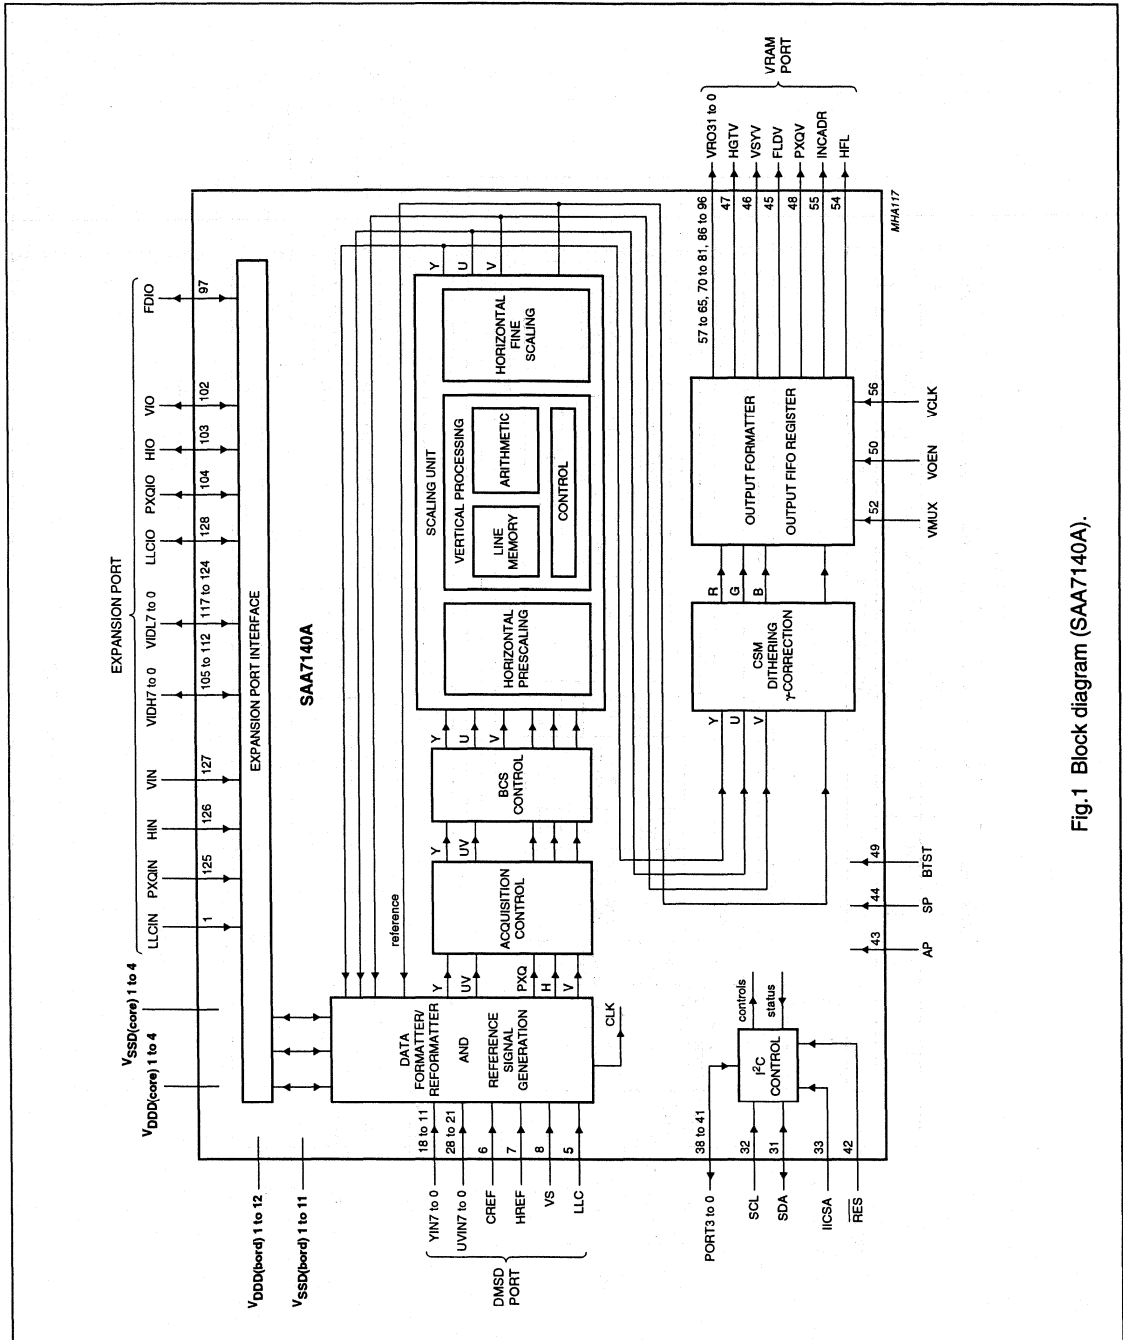 EXPANSION PORT
V DDD(bord) 1 to 12
V SSD(bord) 1 to 11
V DDD(core) 1 to 4
V SSD(core) 1 to 4
LLCIN
PXQIN
HIN
VIN
VIDH7 to 0
VIDL7 to 0
LLCIO
PXQIO
HIO
VIO
FDIO
1
125
126
127
105 to 112
117 to 124
128
104
103
102
97
EXPANSION PORT INTERFACE
SAA7140A
reference
DMSD
PORT
YIN7 to 0
UVIN7 to 0
CREF
HREF
VS
LLC
18 to 11
28 to 21
6
7
8
5
DATA
FORMATTER/
REFORMATTER
AND
REFERENCE
SIGNAL
GENERATION
CLK
Y
UV
PXQ
H
V
ACQUISITION
CONTROL
Y
UV
BCS
CONTROL
Y
U
V
SCALING UNIT
HORIZONTAL
PRESCALING
VERTICAL PROCESSING
LINE
MEMORY
ARITHMETIC
CONTROL
HORIZONTAL
FINE
SCALING
Y
U
V
PORT3 to 0
SCL
SDA
IICSA
RES
38 to 41
32
31
33
42
I²C
CONTROL
controls
status
43
44
49
AP
SP
BTST
Y
U
V
CSM
DITHERING
γ-CORRECTION
R
G
B
OUTPUT FORMATTER
OUTPUT FIFO REGISTER
52
50
56
VMUX
VOEN
VCLK
57 to 65, 70 to 81, 86 to 96
47
46
45
48
55
54
VRO31 to 0
HGTV
VSYV
FLDV
PXQV
INCADR
HFL
VRAM
PORT
MHA117
Fig.1 Block diagram (SAA7140A).